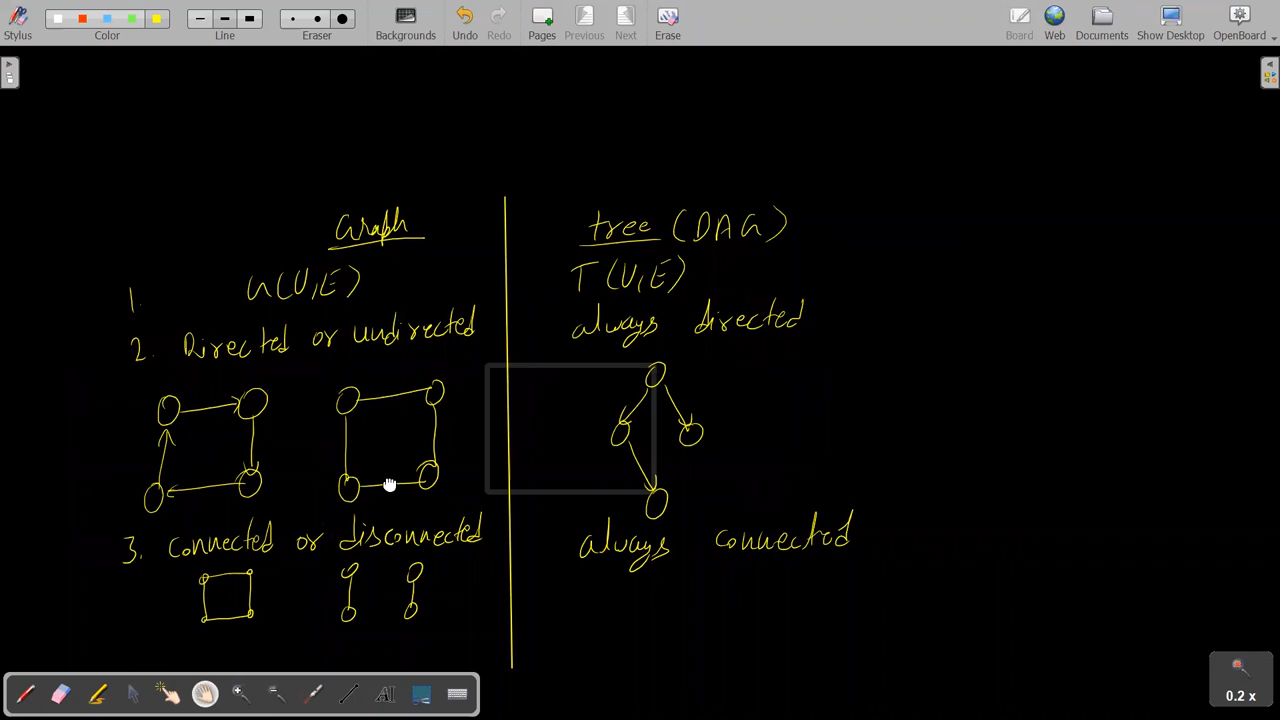 Stylus
Color
Line
Eraser
Backgrounds
Undo
Redo
Pages
Previous
Next
Erase
Board
Web
Documents
Show Desktop
OpenBoard
Graph
tree (DAG)
1. G(V,E)
T(V,E)
2. Directed or undirected
always directed
3. Connected or disconnected
always connected
AI
0.2 x